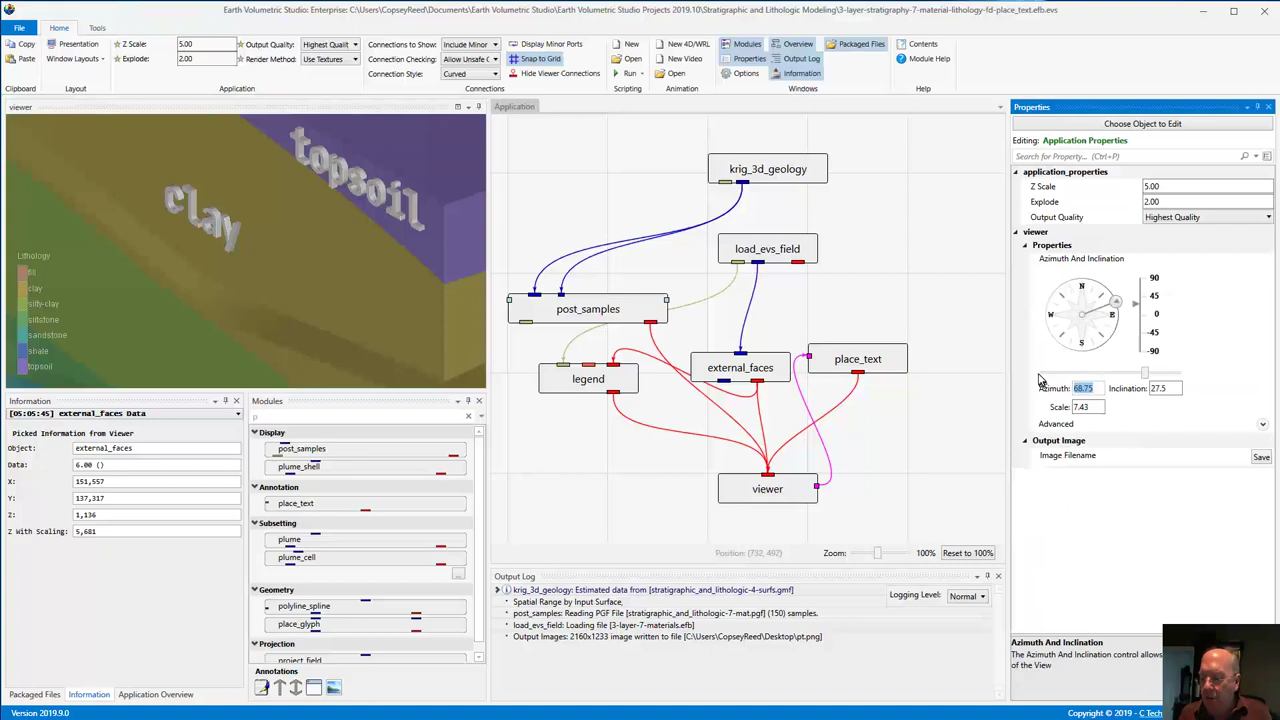 Earth Volumetric Studio: Enterprise: C:\Users\CopseyReed\Desktop\Earth Volumetric Studio\Earth Volumetric Studio Projects 2019.10\Stratigraphic and Lithologic Modeling\3-layer-stratigraphy-7-material-lithology-fd-place_text.efb.evs
File Home Tools
Copy Presentation Z Scale: 5.00 Output Quality: Highest Qualit Connections to Show: Include Minor Display Minor Ports New New 4D/WRL Modules Overview Packaged Files Contents
Paste Window Layouts Explode: 2.00 Render Method: Use Textures Connection Checking: Allow Unsafe C Snap to Grid Open New Video Properties Output Log Module Help
Connection Style: Curved Hide Viewer Connections Run Open Options Information
Clipboard Layout Application Connections Scripting Animation Windows Help
viewer
topsoil
clay
Lithology
fill
clay
silty-clay
siltstone
sandstone
shale
topsoil
Application
krig_3d_geology
load_evs_field
post_samples
place_text
external_faces
legend
viewer
Position: (732, 492) Zoom: 100% Reset to 100%
Properties
Choose Object to Edit
Editing: Application Properties
Search for Property... (Ctrl+P)
application_properties
Z Scale 5.00
Explode 2.00
Output Quality Highest Quality
viewer
Properties
Azimuth And Inclination
N
W E
S
90
45
0
-45
-90
Azimuth: 68.75 Inclination: 27.5
Scale: 7.43
Advanced
Output Image
Image Filename Save
Information
[05:05:45] external_faces Data
Picked Information from Viewer
Object: external_faces
Data: 6.00 ()
X: 151,557
Y: 137,317
Z: 1,136
Z With Scaling: 5,681
Modules
p
Display
post_samples
plume_shell
Annotation
place_text
Subsetting
plume
plume_cell
...
Geometry
polyline_spline
place_glyph
Projection
project_field
Annotations
Output Log
krig_3d_geology: Estimated data from [stratigraphic_and_lithologic-4-surfs.gmf]
Spatial Range by Input Surface,
post_samples: Reading PGF File [stratigraphic_and_lithologic-7-mat.pgf] (150) samples.
load_evs_field: Loading file [3-layer-7-materials.efb]
Output Images: 2160x1233 image written to file [C:\Users\CopseyReed\Desktop\pt.png]
Logging Level: Normal
Azimuth And Inclination
The Azimuth And Inclination control allows
of the View
Packaged Files Information Application Overview
Version 2019.9.0
Copyright © 2019 - C Tech